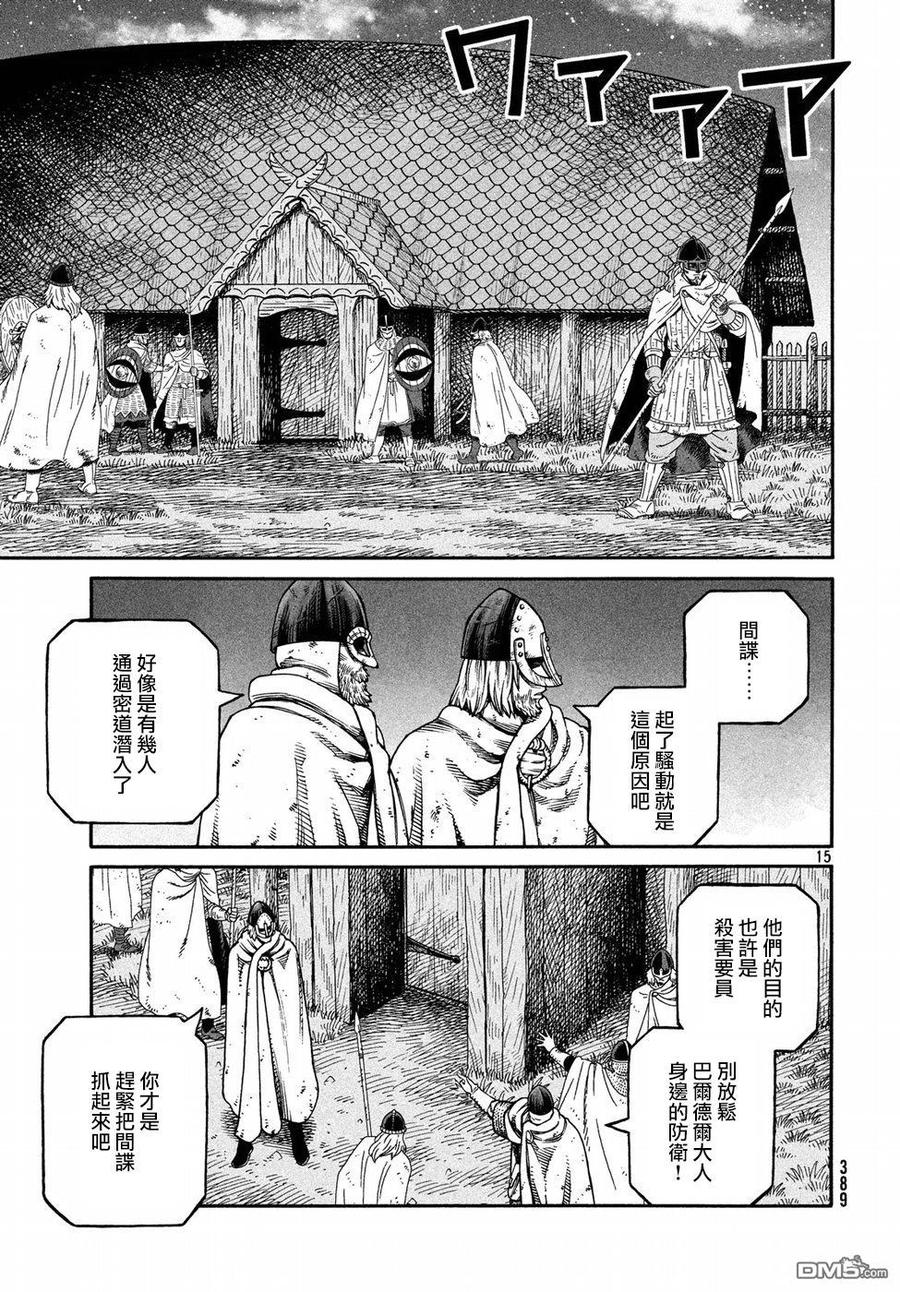 ワァァァ
間諜……
起了騷動就是
這個原因吧
好像是有幾人
通過密道潛入了
15
他們的目的
也許是
殺害要員
別放鬆
巴爾德爾大人
身邊的防衛！
你才是
趕緊把間諜
抓起來吧
389
DM5.com